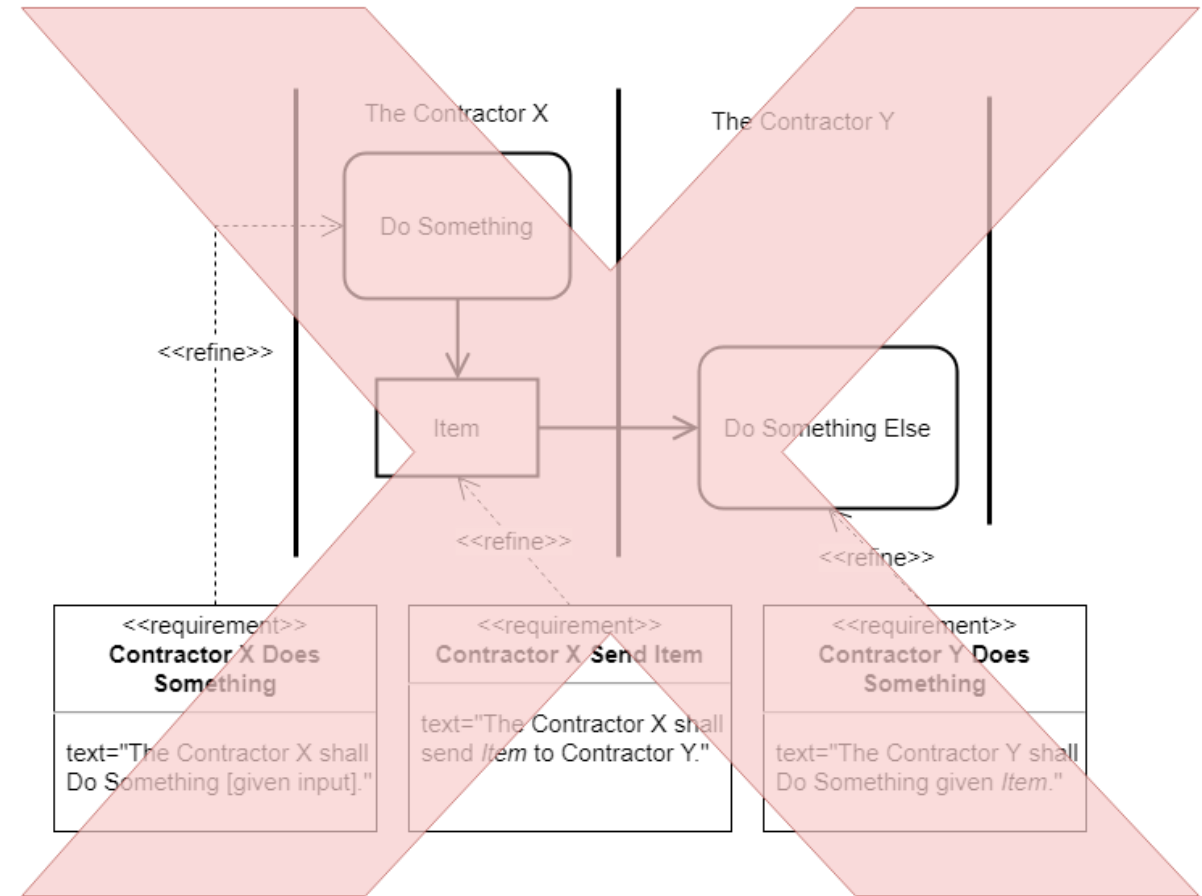 The Contractor X
The Contractor Y
Do Something
<<refine>>
Item
Do Something Else
<<refine>>
<<refine>>
<<requirement>>
Contractor X Does
Something
text="The Contractor X shall
Do Something [given input]."
<<requirement>>
Contractor X Send Item
text="The Contractor X shall
send Item to Contractor Y."
<<requirement>>
Contractor Y Does
Something
text="The Contractor Y shall
Do Something given Item."